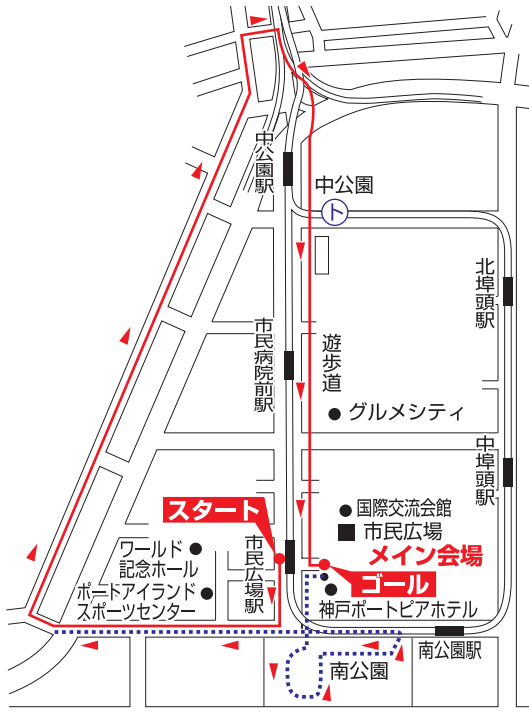 中公園駅
中公園
ト
北埠頭駅
市民病院前駅
遊歩道
グルメシティ
中埠頭駅
スタート
国際交流会館
市民広場
メイン会場
ゴール
ワールド
記念ホール
ポートアイランド
スポーツセンター
市民広場駅
神戸ポートピアホテル
南公園駅
南公園